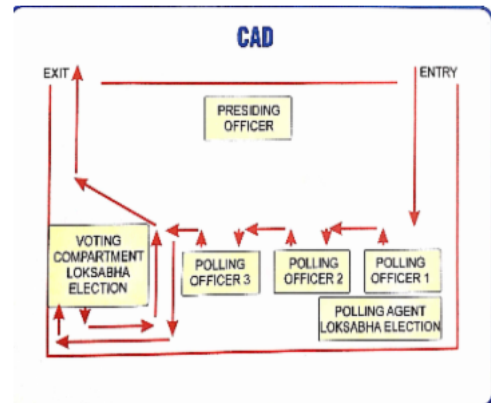 CAD
EXIT
ENTRY
PRESIDING
OFFICER
VOTING
COMPARTMENT
LOKSABHA
ELECTION
POLLING
OFFICER 3
POLLING
OFFICER 2
POLLING
OFFICER 1
POLLING AGENT
LOKSABHA ELECTION